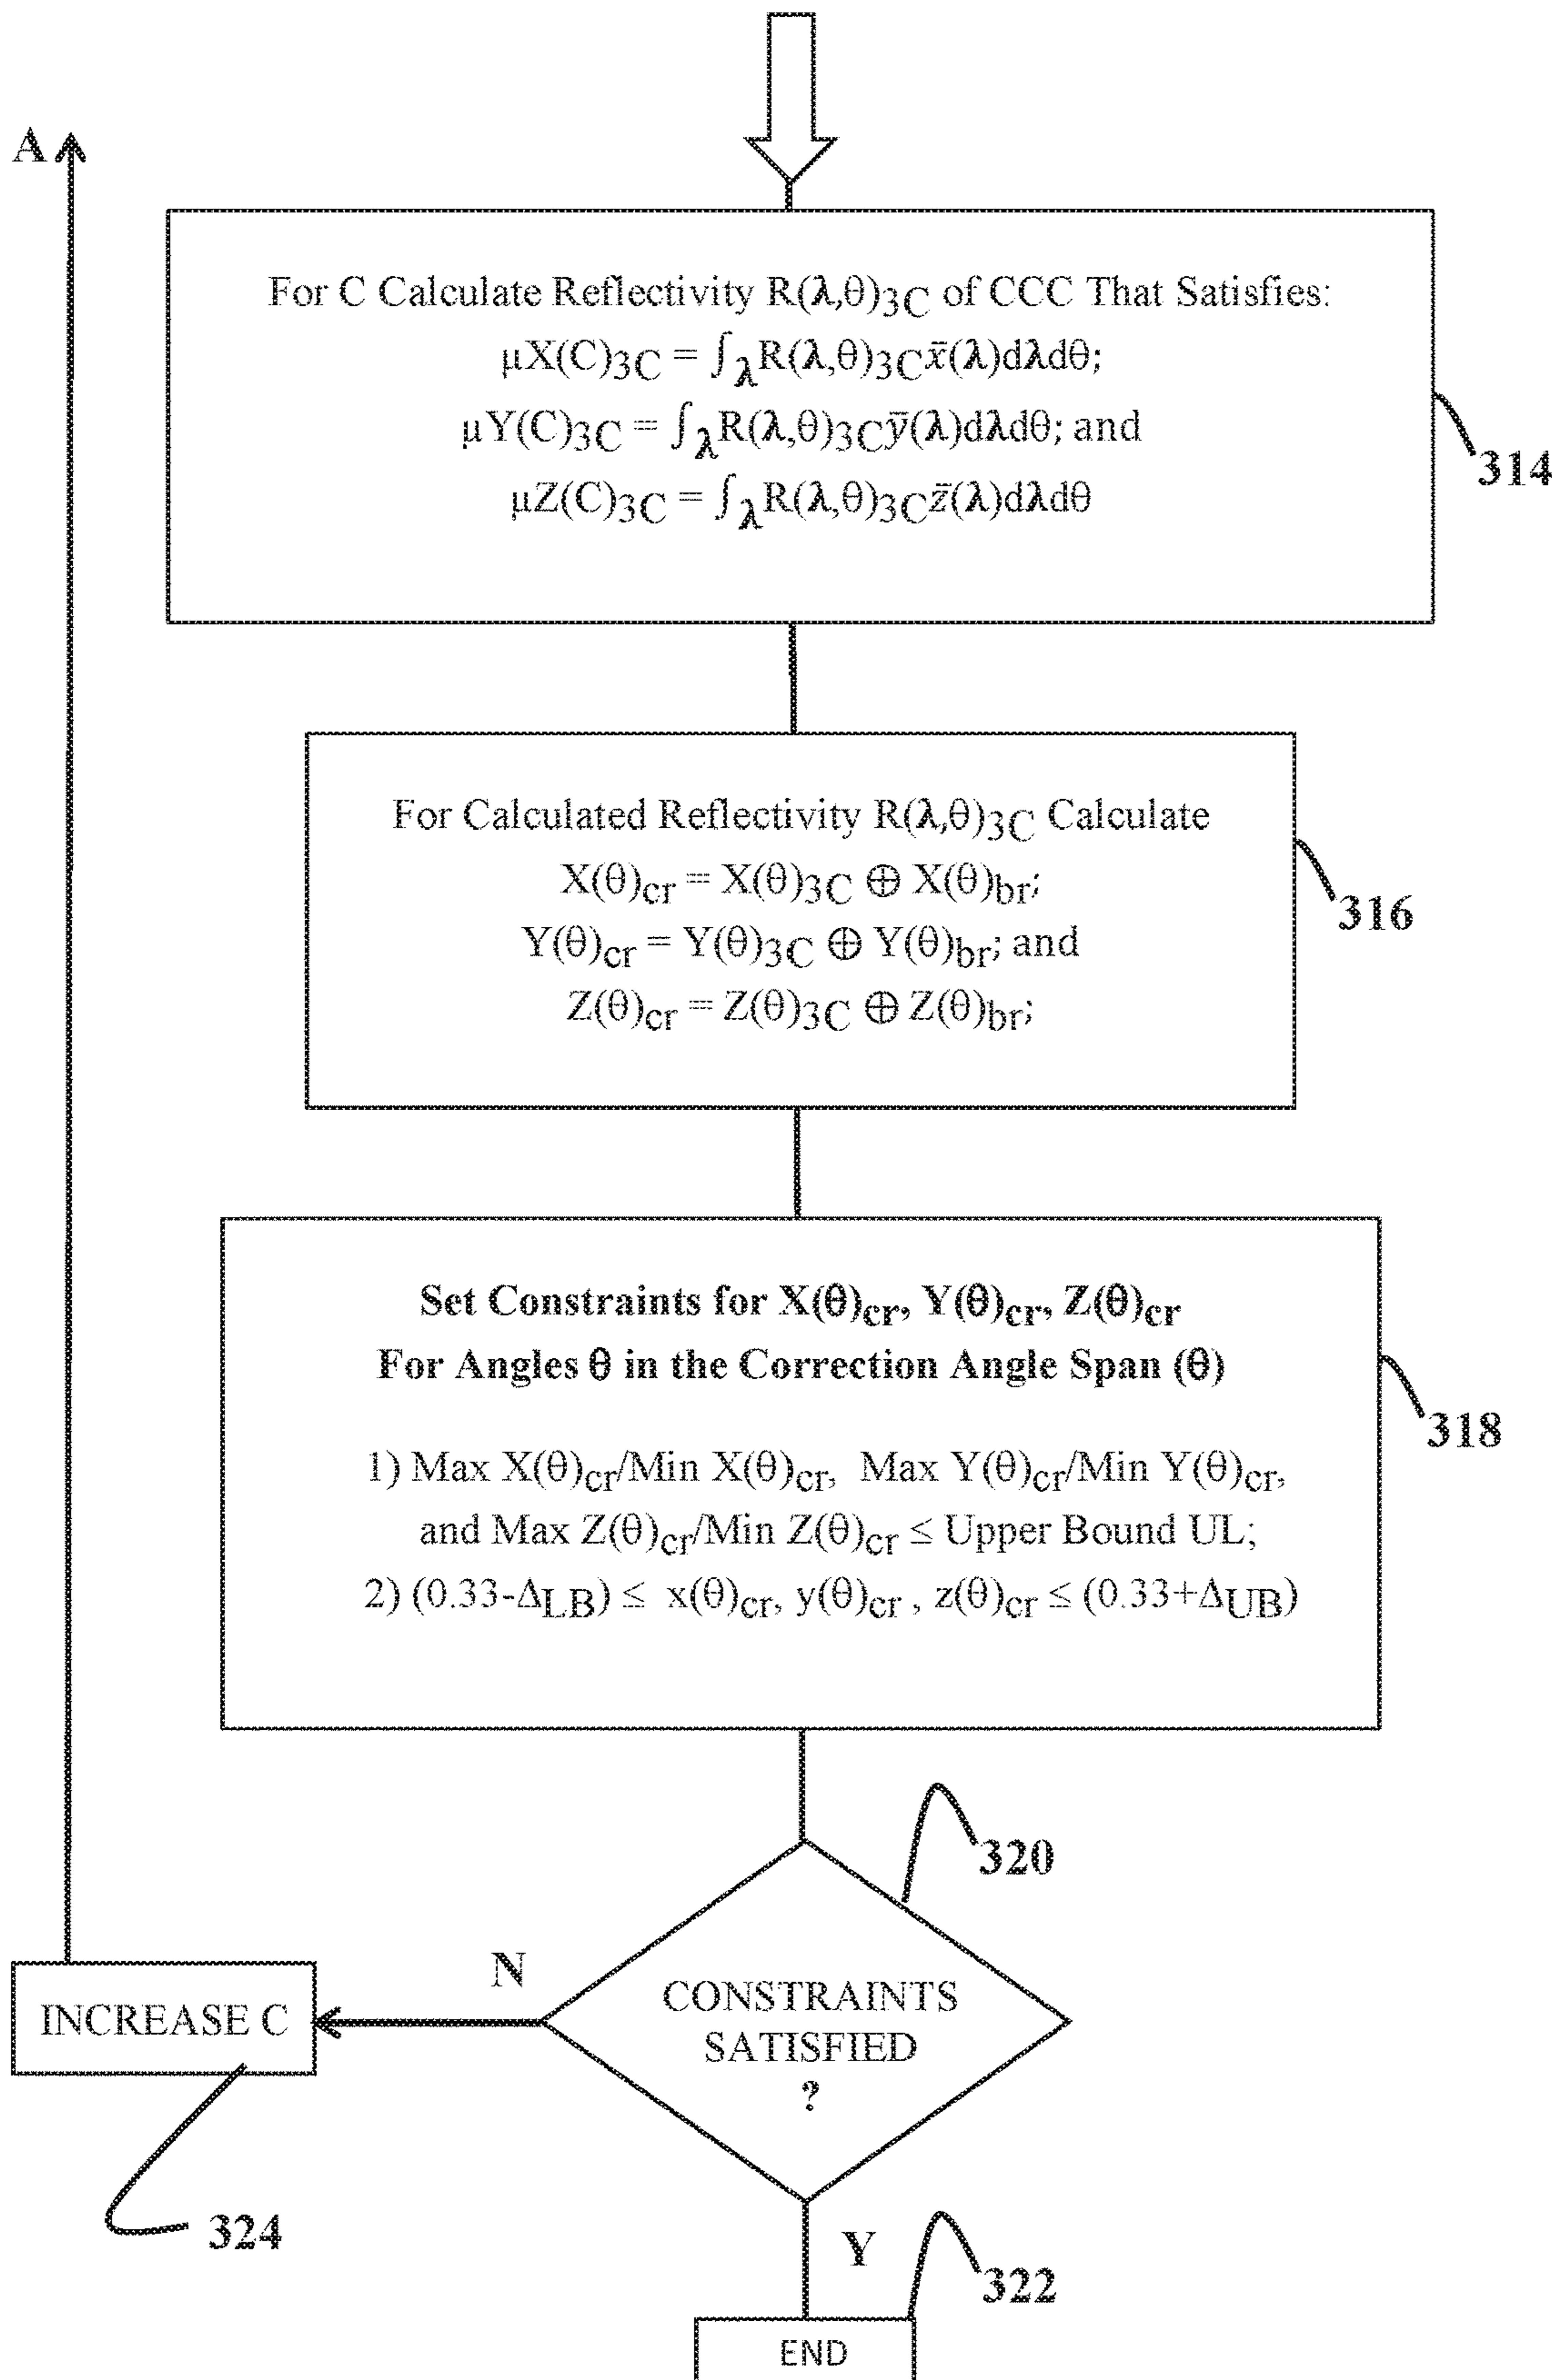 A
For C Calculate Reflectivity R(λ,θ)3C of CCC That Satisfies:
μX(C)3C = ∫λR(λ,θ)3Cx̄(λ)dλdθ;
μY(C)3C = ∫λR(λ,θ)3Cȳ(λ)dλdθ; and
μZ(C)3C = ∫λR(λ,θ)3Cz̄(λ)dλdθ
314
For Calculated Reflectivity R(λ,θ)3C Calculate
X(θ)cr = X(θ)3C ⊕ X(θ)br;
Y(θ)cr = Y(θ)3C ⊕ Y(θ)br; and
Z(θ)cr = Z(θ)3C ⊕ Z(θ)br;
316
Set Constraints for X(θ)cr, Y(θ)cr, Z(θ)cr
For Angles θ in the Correction Angle Span (θ)
1) Max X(θ)cr/Min X(θ)cr, Max Y(θ)cr/Min Y(θ)cr,
and Max Z(θ)cr/Min Z(θ)cr ≤ Upper Bound UL;
2) (0.33-ΔLB) ≤ x(θ)cr, y(θ)cr , z(θ)cr ≤ (0.33+ΔUB)
318
320
CONSTRAINTS
SATISFIED
?
N
INCREASE C
324
Y
322
END